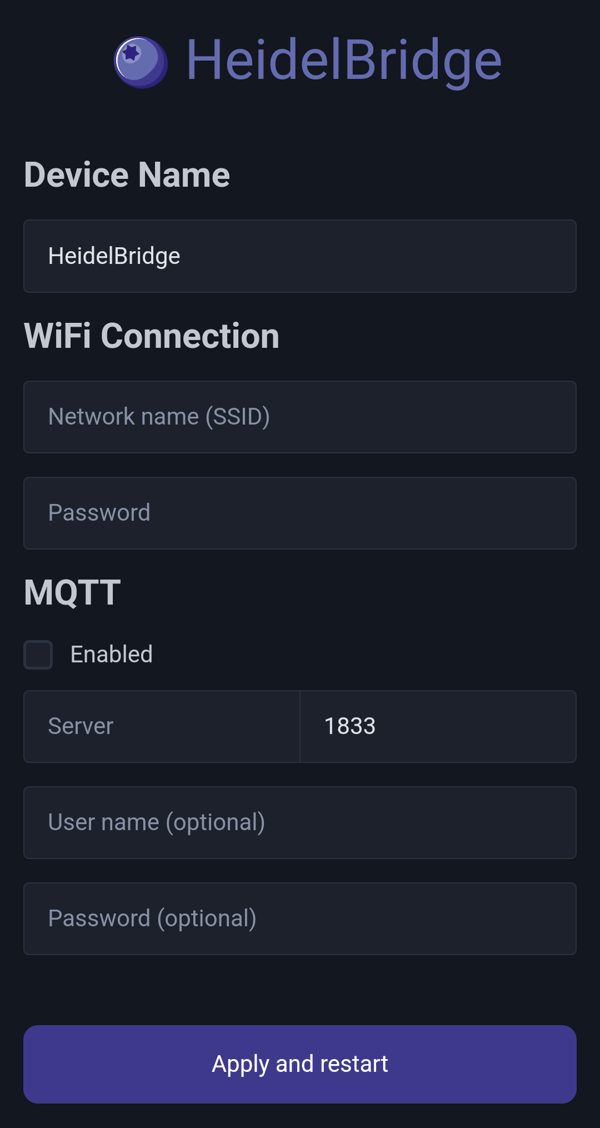 HeidelBridge
Device Name
HeidelBridge
WiFi Connection
Network name (SSID)
Password
MQTT
Enabled
Server 1833
User name (optional)
Password (optional)
Apply and restart